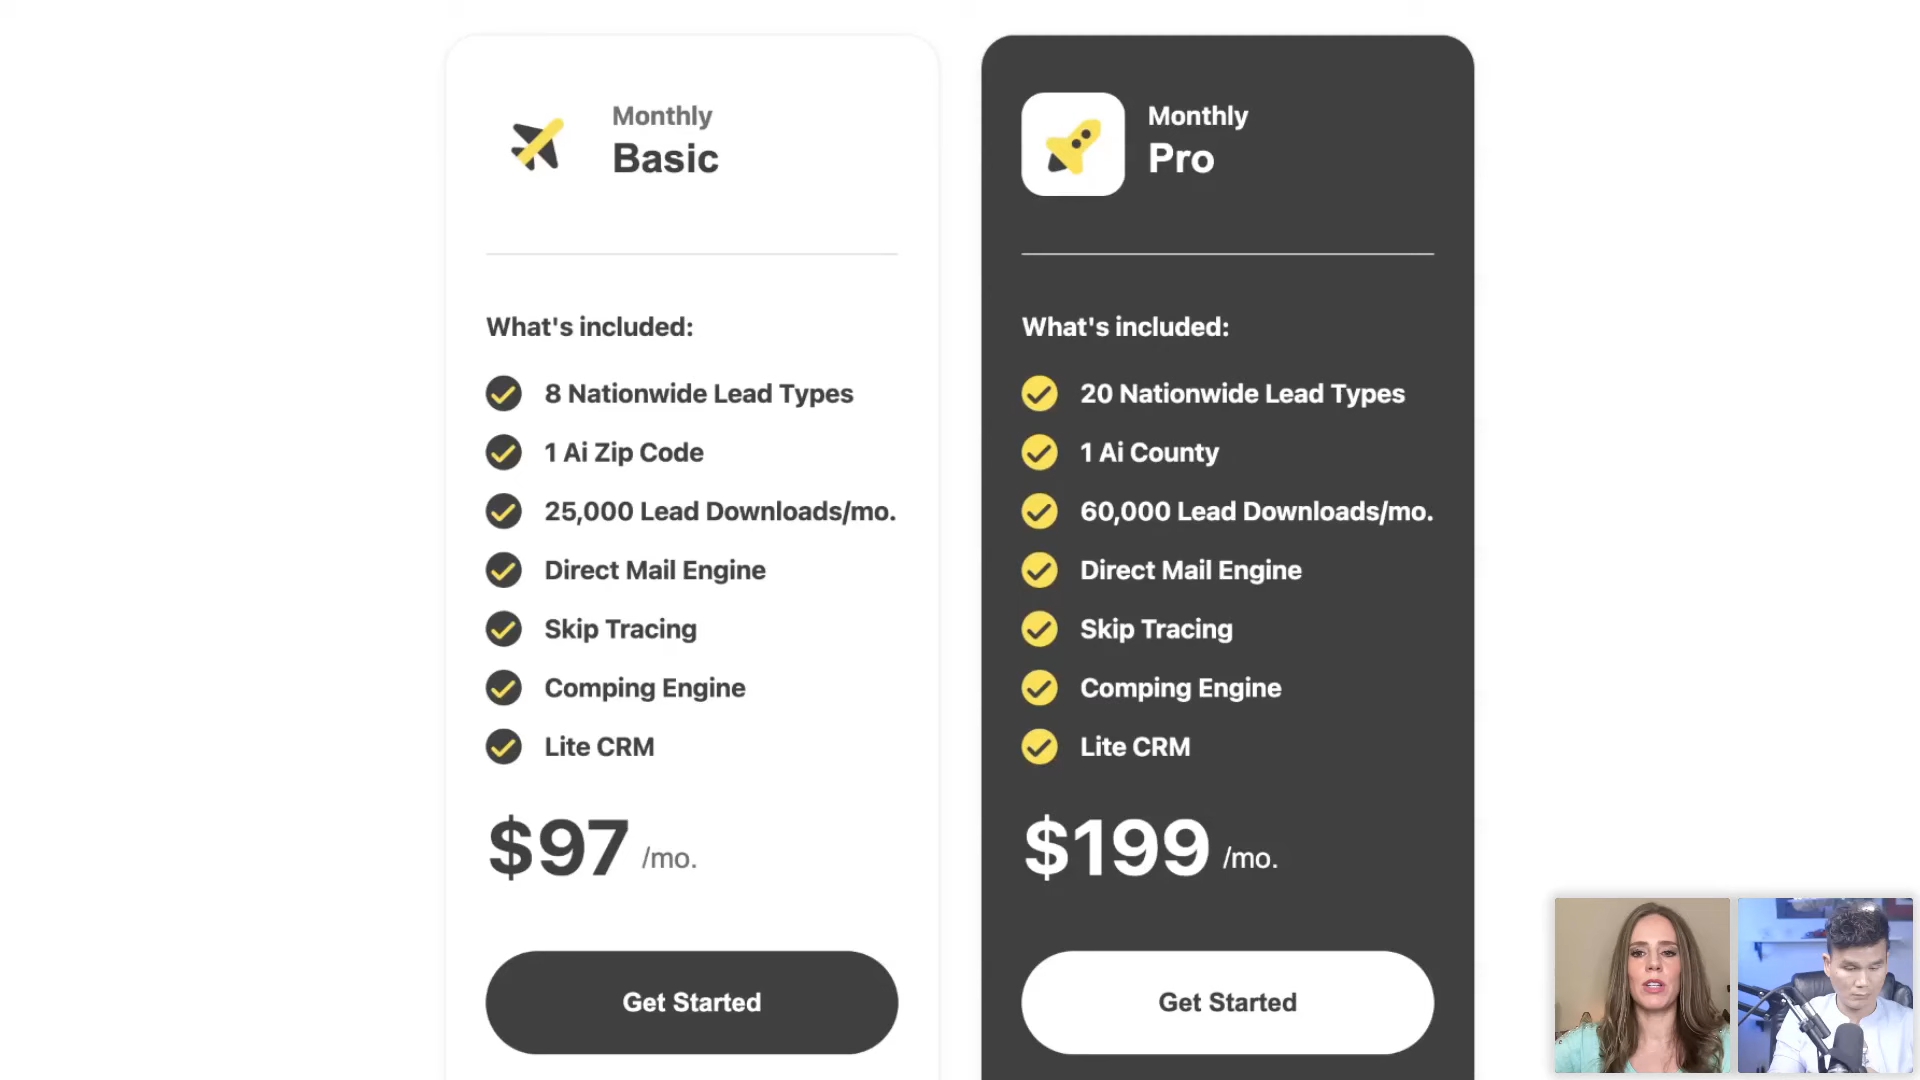 Monthly
Basic
What's included:
8 Nationwide Lead Types
1 Ai Zip Code
25,000 Lead Downloads/mo.
Direct Mail Engine
Skip Tracing
Comping Engine
Lite CRM
$97 /mo.
Get Started
Monthly
Pro
What's included:
20 Nationwide Lead Types
1 Ai County
60,000 Lead Downloads/mo.
Direct Mail Engine
Skip Tracing
Comping Engine
Lite CRM
$199 /mo.
Get Started